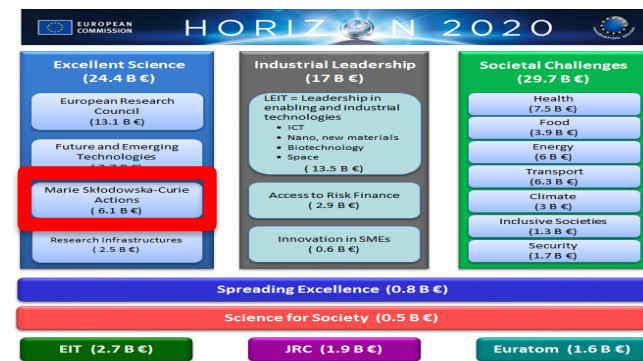 EUROPEAN
COMMISSION
HORIZON 2020
Excellent Science
(24.4 B €)
European Research
Council
(13.1 B €)
Future and Emerging
Technologies
Marie Skłodowska-Curie
Actions
( 6.1 B €)
Research Infrastructures
( 2.5 B €)
Industrial Leadership
(17 B €)
LEIT = Leadership in
enabling and industrial
technologies
• ICT
• Nano, new materials
• Biotechnology
• Space
( 13.5 B €)
Access to Risk Finance
( 2.9 B €)
Innovation in SMEs
( 0.6 B €)
Societal Challenges
(29.7 B €)
Health
(7.5 B €)
Food
(3.9 B €)
Energy
(6 B €)
Transport
(6.3 B €)
Climate
(3 B €)
Inclusive Societies
(1.3 B €)
Security
(1.7 B €)
Spreading Excellence (0.8 B €)
Science for Society (0.5 B €)
EIT (2.7 B €)
JRC (1.9 B €)
Euratom (1.6 B €)